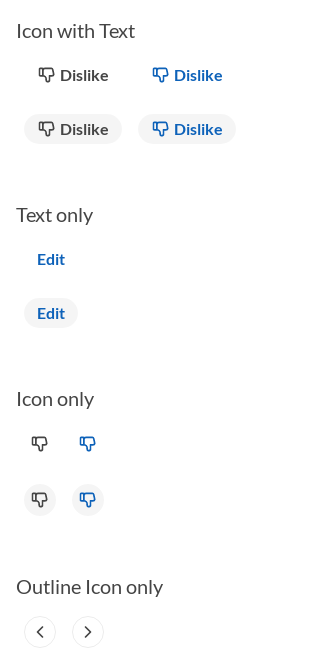 Icon with Text
Dislike Dislike
Dislike Dislike
Text only
Edit
Edit
Icon only
Outline Icon only